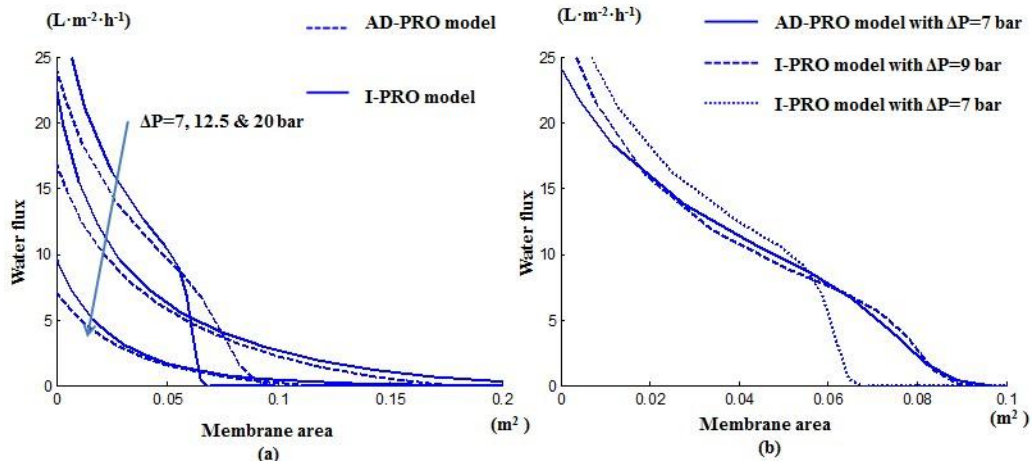 (L·m⁻²·h⁻¹)
AD-PRO model
I-PRO model
ΔP=7, 12.5 & 20 bar
Water flux
25
20
15
10
5
0
0
0.05
0.1
0.15
0.2
Membrane area
(m²)
(a)
(L·m⁻²·h⁻¹)
AD-PRO model with ΔP=7 bar
I-PRO model with ΔP=9 bar
I-PRO model with ΔP=7 bar
Water flux
25
20
15
10
5
0
0
0.02
0.04
0.06
0.08
0.1
Membrane area
(m²)
(b)